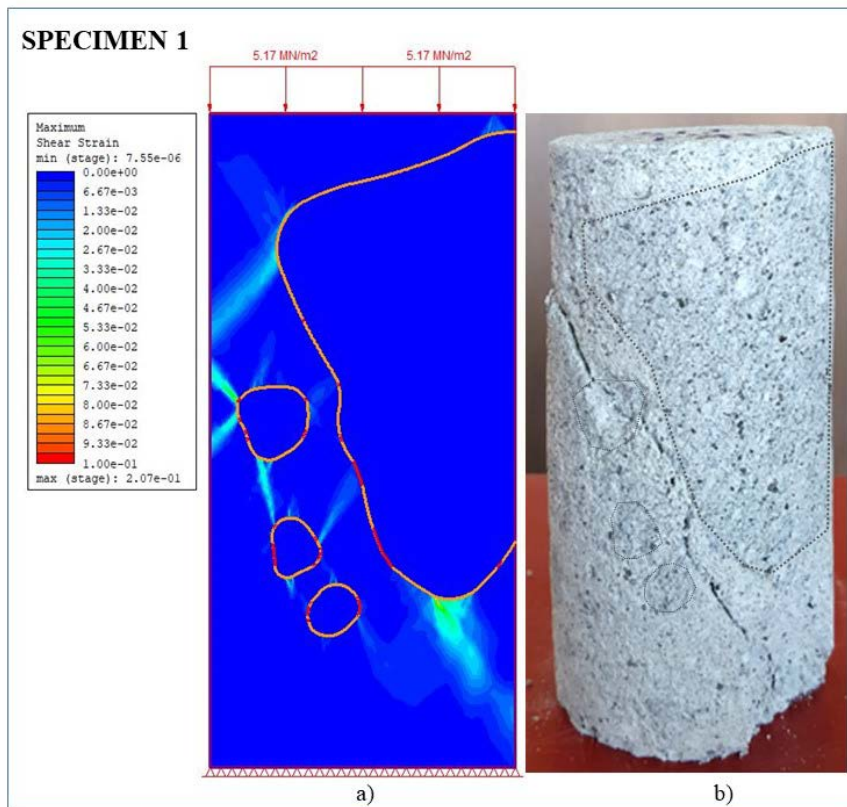 SPECIMEN 1
5.17 MN/m2 5.17 MN/m2
Maximum
Shear Strain
min (stage): 7.55e-06
0.00e+00
6.67e-03
1.33e-02
2.00e-02
2.67e-02
3.33e-02
4.00e-02
4.67e-02
5.33e-02
6.00e-02
6.67e-02
7.33e-02
8.00e-02
8.67e-02
9.33e-02
1.00e-01
max (stage): 2.07e-01
a) b)